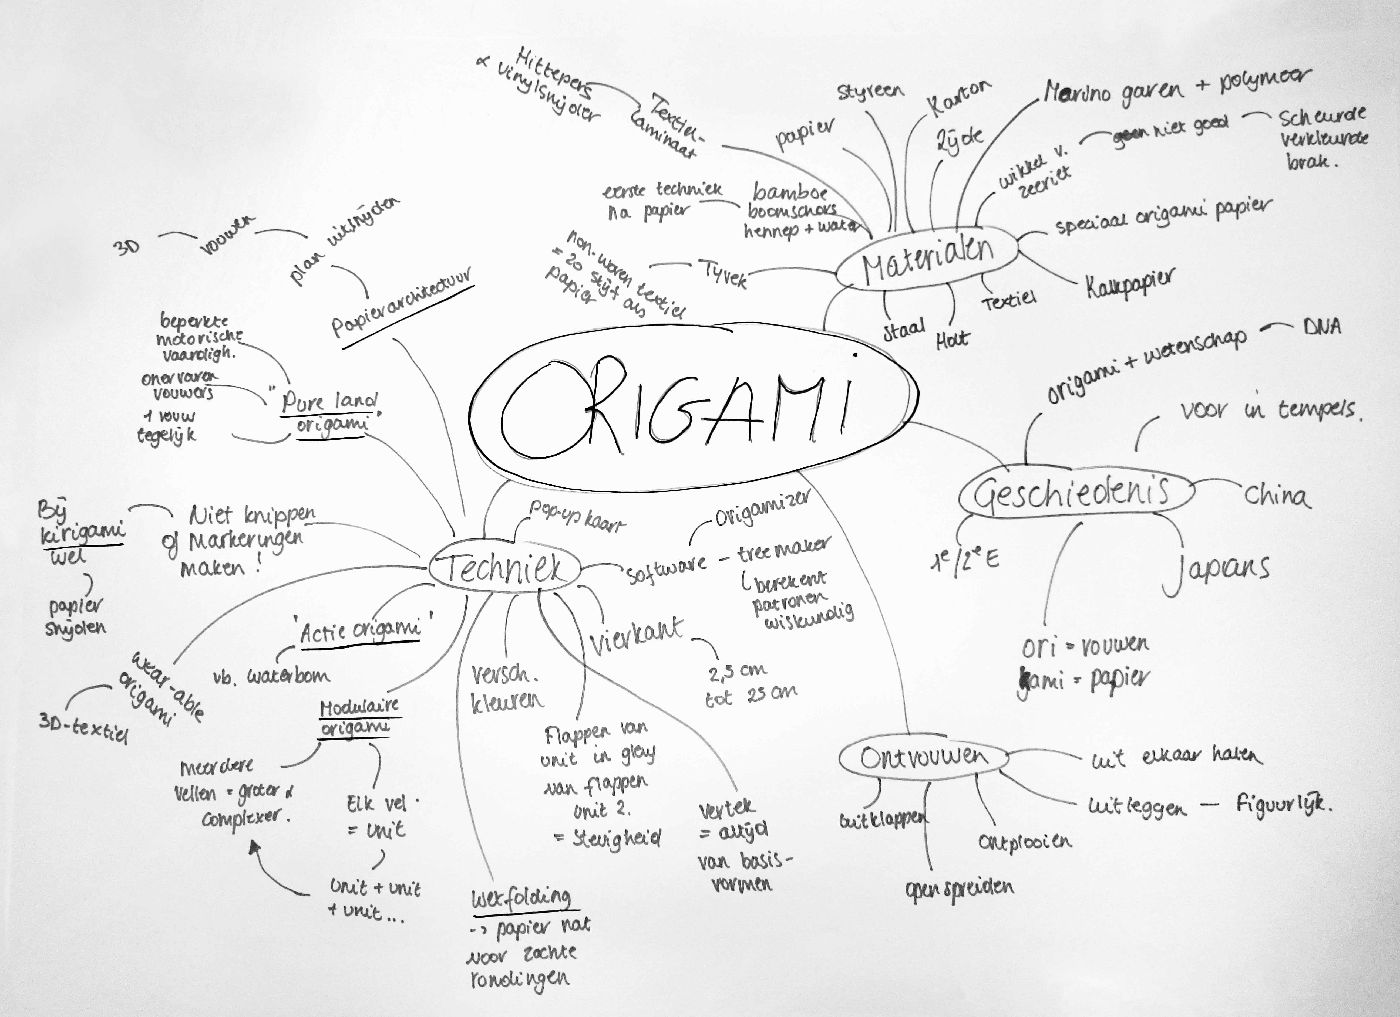 ORIGAMI
Materialen
Hittepers
& vinylsnijder
Textiel-
laminaat
papier
Styreen
Karton
Zijde
Marino garen + polymeer
wikkel v.
zeeriet
niet goed
Scheurde
verkleurde
brak.
speciaal origami papier
Kalkpapier
Textiel
Holt
Staal
Tyvek
non-woven textiel
= 20 stijf als
papier
bamboe
boomschors
hennep + water
eerste techniek
na papier
Geschiedenis
origami + wetenschap
DNA
voor in tempels.
China
Japans
ori = vouwen
kami = papier
1e/2e E
Ontvouwen
uit elkaar halen
uitleggen — Figuurlijk.
Ontplooien
openspreiden
uitklappen
Techniek
pop-up kaart
Software
Origamizer
treemaker
berekent
patronen
wiskundig
Vierkant
2,5 cm
tot 25 cm
Vertek
= altijd
van basis-
vormen
Flappen van
unit in gleuf
van flappen
unit 2.
= Stevigheid
versch.
kleuren
Wetfolding
-> papier nat
voor zachte
rondingen
Modulaire
origami
Meerdere
vellen = groter &
complexer.
Elk vel
= unit
unit + unit
+ unit...
'Actie origami'
vb. waterbom
wear-able
origami
3D-textiel
Niet knippen
of Markeringen
maken!
Bij
kirigami
wel
papier
snijden
"Pure land
origami"
beperkte
motorische
vaardigh.
onervaren
vouwers
1 vouw
tegelijk
Papierarchitectuur
plan uitsnijden
vouwen
3D